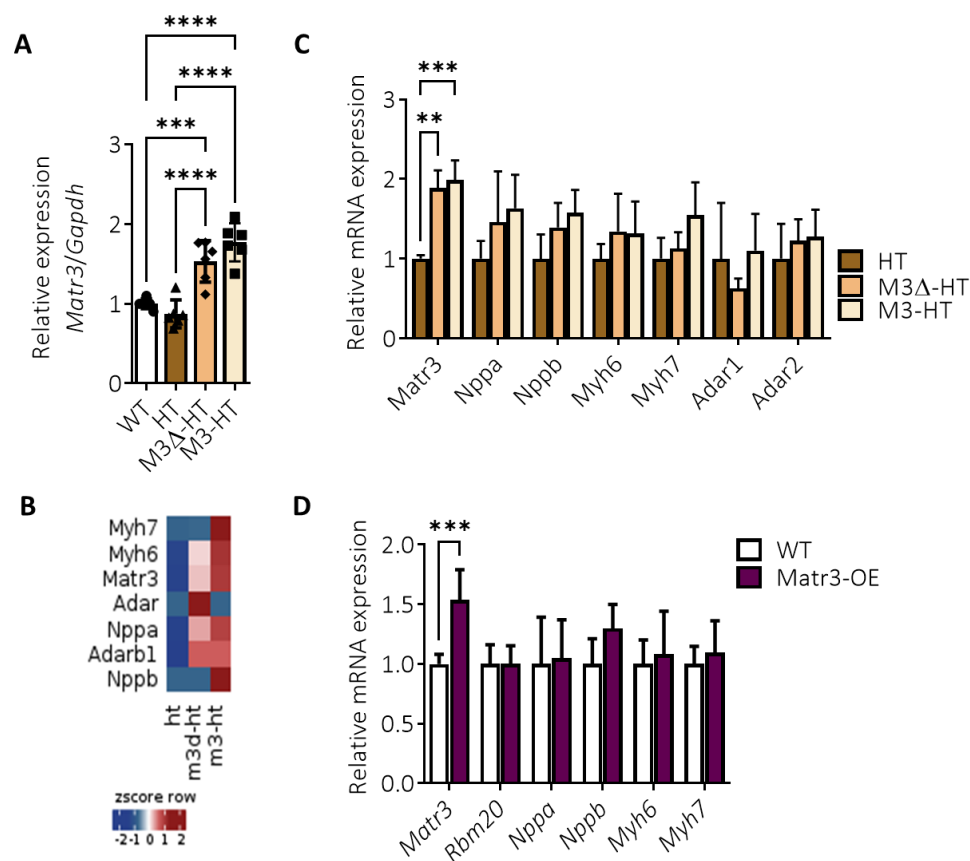 A
****
****
***
****
Relative expression
Matr3/Gapdh
3
2
1
0
WT
HT
M3Δ-HT
M3-HT
C
***
**
Relative mRNA expression
3
2
1
0
Matr3
Nppa
Nppb
Myh6
Myh7
Adar1
Adar2
HT
M3Δ-HT
M3-HT
B
Myh7
Myh6
Matr3
Adar
Nppa
Adarb1
Nppb
ht
m3d-ht
m3-ht
zscore row
-2 -1 0 1 2
D
***
Relative mRNA expression
2.0
1.5
1.0
0.5
0.0
Matr3
Rbm20
Nppa
Nppb
Myh6
Myh7
WT
Matr3-OE